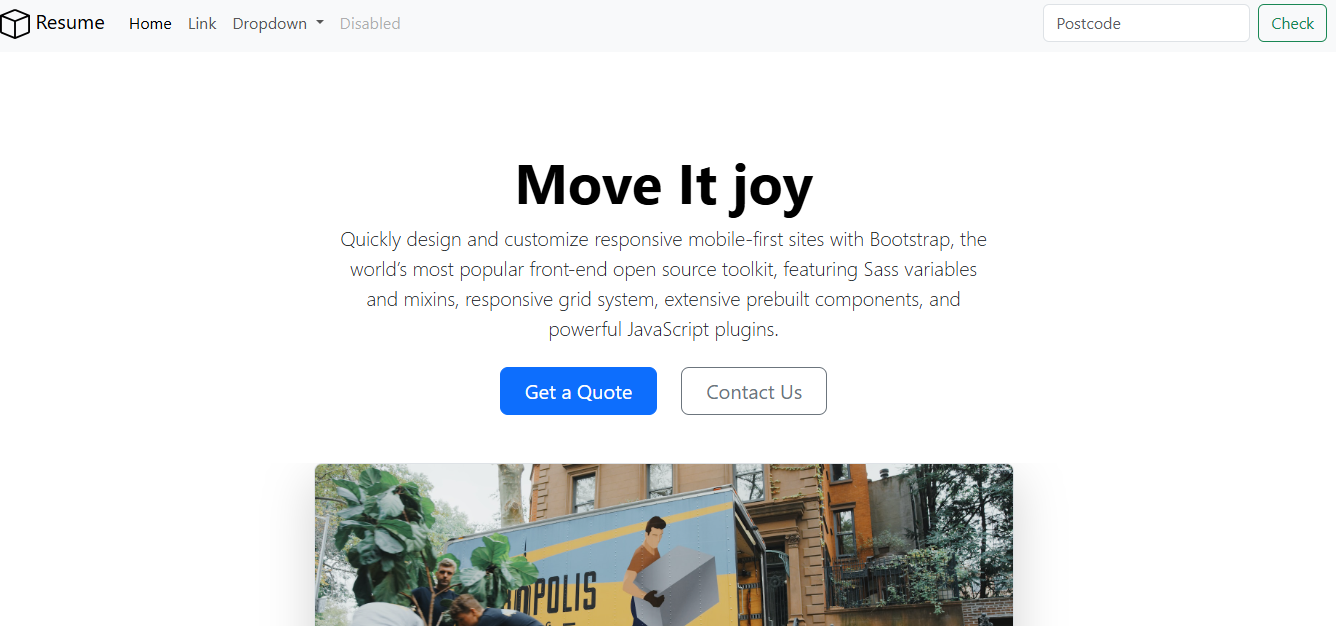 Resume Home Link Dropdown Disabled Postcode Check
Move It joy
Quickly design and customize responsive mobile-first sites with Bootstrap, the
world’s most popular front-end open source toolkit, featuring Sass variables
and mixins, responsive grid system, extensive prebuilt components, and
powerful JavaScript plugins.
Get a Quote Contact Us